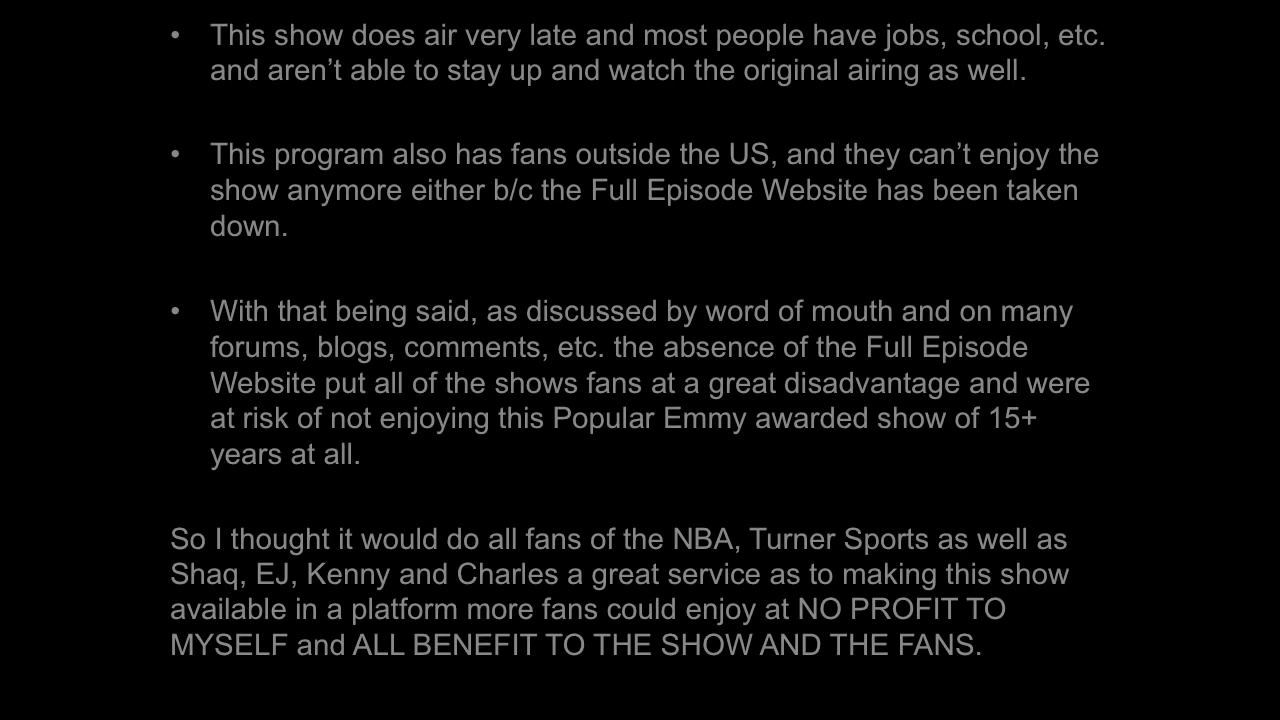 • This show does air very late and most people have jobs, school, etc.
and aren’t able to stay up and watch the original airing as well.
• This program also has fans outside the US, and they can’t enjoy the
show anymore either b/c the Full Episode Website has been taken
down.
• With that being said, as discussed by word of mouth and on many
forums, blogs, comments, etc. the absence of the Full Episode
Website put all of the shows fans at a great disadvantage and were
at risk of not enjoying this Popular Emmy awarded show of 15+
years at all.
So I thought it would do all fans of the NBA, Turner Sports as well as
Shaq, EJ, Kenny and Charles a great service as to making this show
available in a platform more fans could enjoy at NO PROFIT TO
MYSELF and ALL BENEFIT TO THE SHOW AND THE FANS.